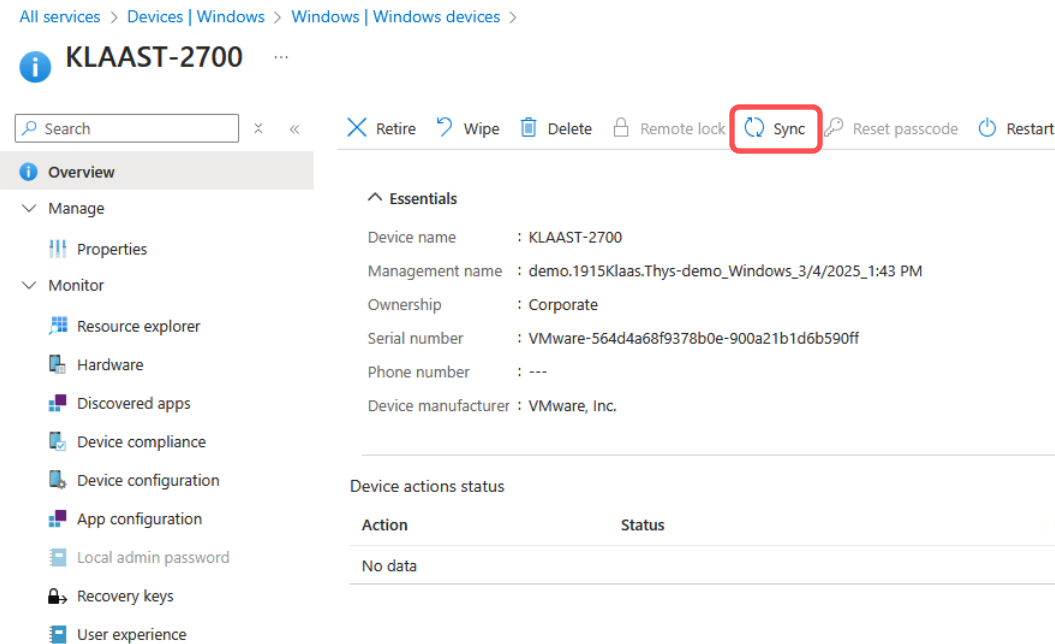 All services > Devices | Windows > Windows | Windows devices >
KLAAST-2700 ...
Search
Retire Wipe Delete Remote lock Sync Reset passcode Restart
Overview
Manage
Properties
Monitor
Resource explorer
Hardware
Discovered apps
Device compliance
Device configuration
App configuration
Local admin password
Recovery keys
User experience
Essentials
Device name : KLAAST-2700
Management name : demo.1915Klaas.Thys-demo_Windows_3/4/2025_1:43 PM
Ownership : Corporate
Serial number : VMware-564d4a68f9378b0e-900a21b1d6b590ff
Phone number : ---
Device manufacturer : VMware, Inc.
Device actions status
Action Status
No data